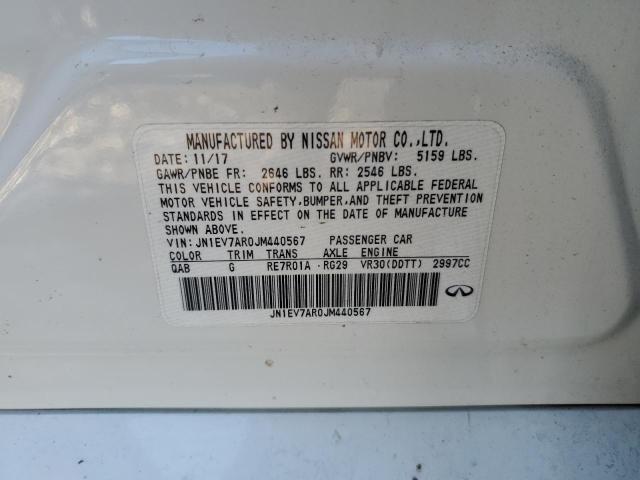 MANUFACTURED BY NISSAN MOTOR CO.,LTD.
DATE: 11/17 GVWR/PNBV: 5159 LBS.
GAWR/PNBE FR: 2646 LBS. RR: 2546 LBS.
THIS VEHICLE CONFORMS TO ALL APPLICABLE FEDERAL
MOTOR VEHICLE SAFETY,BUMPER,AND THEFT PREVENTION
STANDARDS IN EFFECT ON THE DATE OF MANUFACTURE
SHOWN ABOVE.
VIN: JN1EV7AR0JM440567 PASSENGER CAR
COLOR TRIM TRANS AXLE ENGINE
QAB G RE7R01A RG29 VR30(DDTT) 2997CC
JN1EV7AR0JM440567